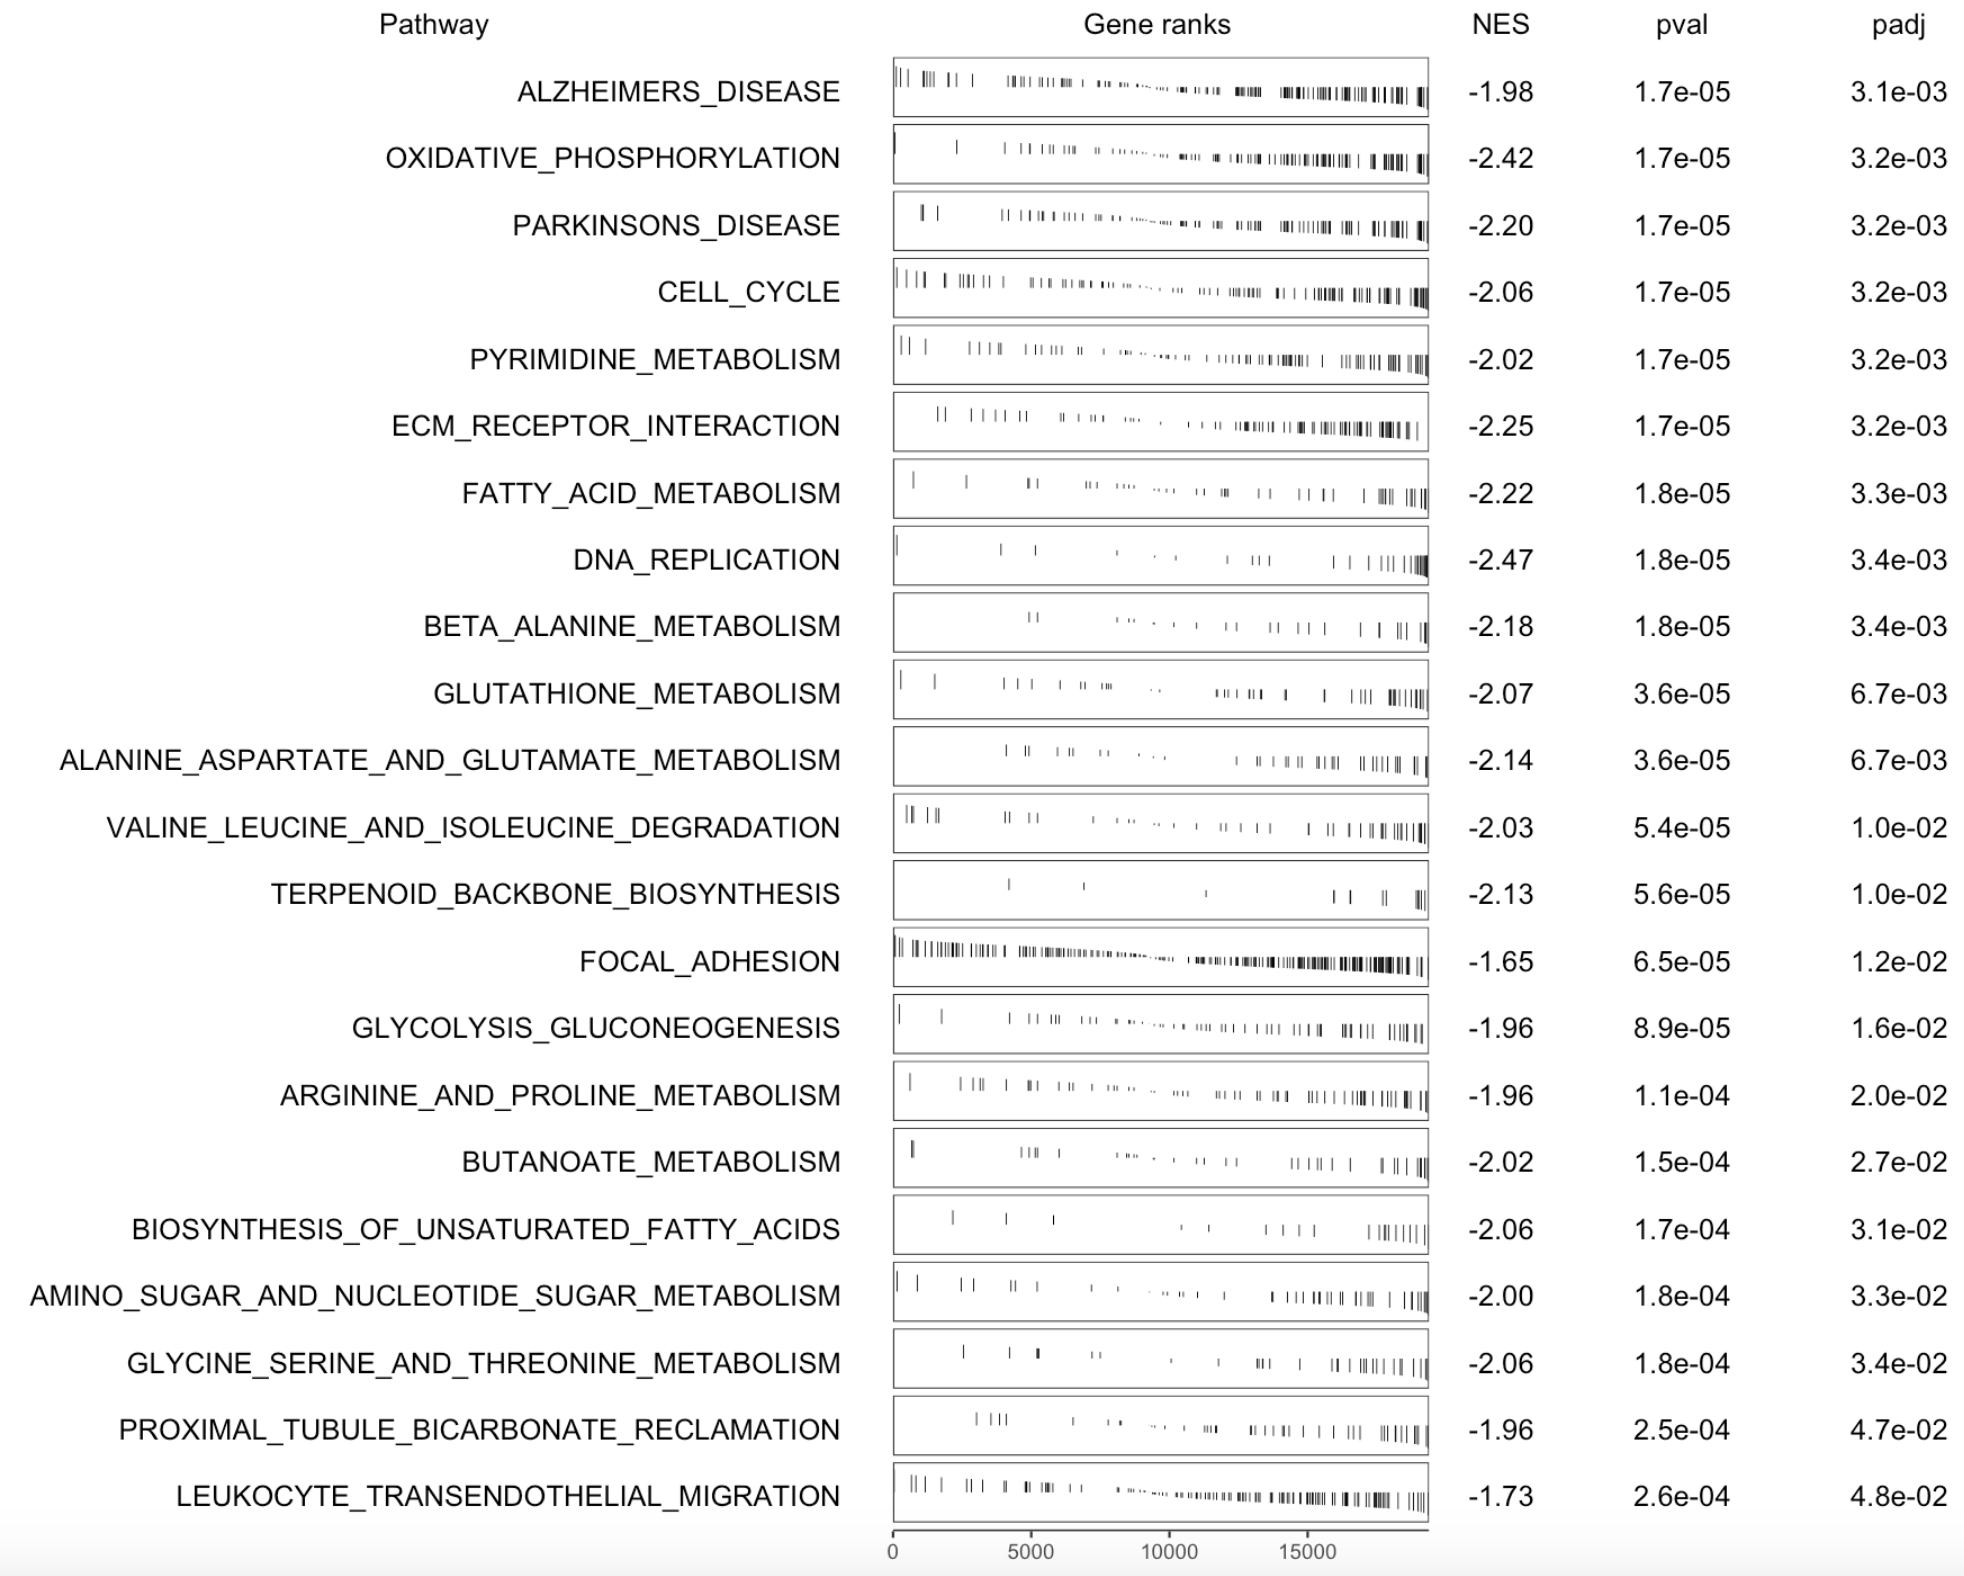 Pathway Gene ranks NES pval padj
ALZHEIMERS_DISEASE -1.98 1.7e-05 3.1e-03
OXIDATIVE_PHOSPHORYLATION -2.42 1.7e-05 3.2e-03
PARKINSONS_DISEASE -2.20 1.7e-05 3.2e-03
CELL_CYCLE -2.06 1.7e-05 3.2e-03
PYRIMIDINE_METABOLISM -2.02 1.7e-05 3.2e-03
ECM_RECEPTOR_INTERACTION -2.25 1.7e-05 3.2e-03
FATTY_ACID_METABOLISM -2.22 1.8e-05 3.3e-03
DNA_REPLICATION -2.47 1.8e-05 3.4e-03
BETA_ALANINE_METABOLISM -2.18 1.8e-05 3.4e-03
GLUTATHIONE_METABOLISM -2.07 3.6e-05 6.7e-03
ALANINE_ASPARTATE_AND_GLUTAMATE_METABOLISM -2.14 3.6e-05 6.7e-03
VALINE_LEUCINE_AND_ISOLEUCINE_DEGRADATION -2.03 5.4e-05 1.0e-02
TERPENOID_BACKBONE_BIOSYNTHESIS -2.13 5.6e-05 1.0e-02
FOCAL_ADHESION -1.65 6.5e-05 1.2e-02
GLYCOLYSIS_GLUCONEOGENESIS -1.96 8.9e-05 1.6e-02
ARGININE_AND_PROLINE_METABOLISM -1.96 1.1e-04 2.0e-02
BUTANOATE_METABOLISM -2.02 1.5e-04 2.7e-02
BIOSYNTHESIS_OF_UNSATURATED_FATTY_ACIDS -2.06 1.7e-04 3.1e-02
AMINO_SUGAR_AND_NUCLEOTIDE_SUGAR_METABOLISM -2.00 1.8e-04 3.3e-02
GLYCINE_SERINE_AND_THREONINE_METABOLISM -2.06 1.8e-04 3.4e-02
PROXIMAL_TUBULE_BICARBONATE_RECLAMATION -1.96 2.5e-04 4.7e-02
LEUKOCYTE_TRANSENDOTHELIAL_MIGRATION -1.73 2.6e-04 4.8e-02
0 5000 10000 15000